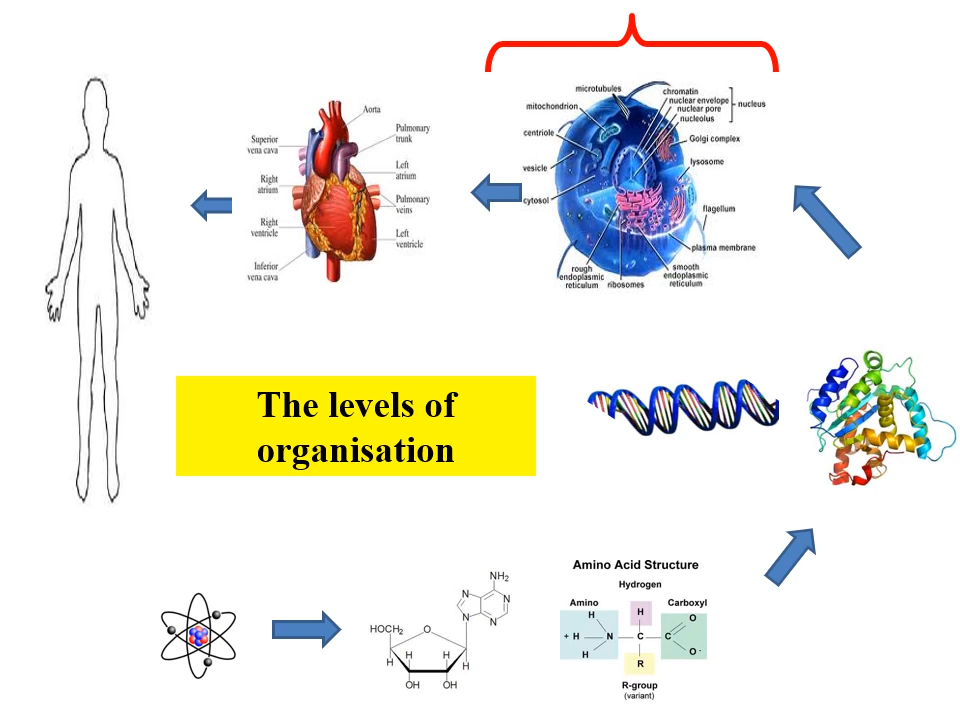 Aorta
Pulmonary
trunk
Superior
vena cava
Left
atrium
Right
atrium
Pulmonary
veins
Right
ventricle
Left
ventricle
Inferior
vena cava
microtubules
chromatin
nuclear envelope
nuclear pore
nucleolus
nucleus
mitochondrion
Golgi complex
centriole
lysosome
vesicle
cytosol
flagellum
plasma membrane
rough
endoplasmic
reticulum
ribosomes
smooth
endoplasmic
reticulum
The levels of
organisation
NH₂
N
N
N
N
HOCH₂
O
H
H
H
H
OH
OH
Amino Acid Structure
Hydrogen
Amino
Carboxyl
H
H
O
+ H
N
C
C
H
O -
R
R-group
(variant)